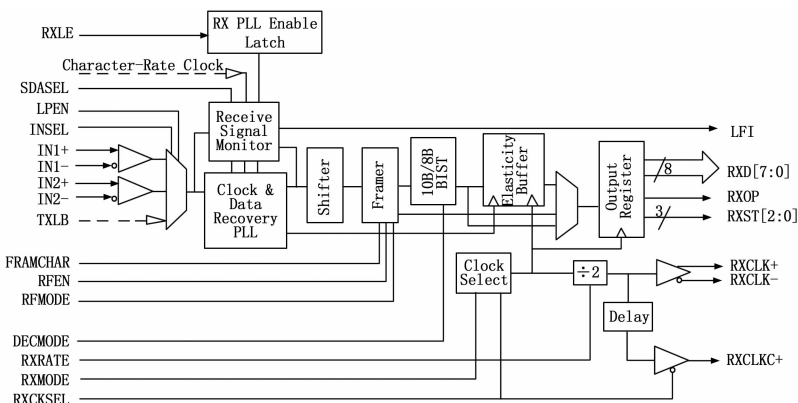 RX PLL Enable
Latch
RXLE
Character-Rate Clock
SDASEL
LPEN
INSEL
IN1+
IN1-
IN2+
IN2-
TXLB
Receive
Signal
Monitor
Clock &
Data
Recovery
PLL
Shifter
Framer
10B/8B
BIST
Elasticity
Buffer
Output
Register
LFI
8
RXD[7:0]
RXOP
3
RXST[2:0]
FRAMCHAR
RFEN
RFMODE
Clock
Select
÷2
RXCLK+
RXCLK-
Delay
DECMODE
RXRATE
RXMODE
RXCKSEL
RXCLKC+